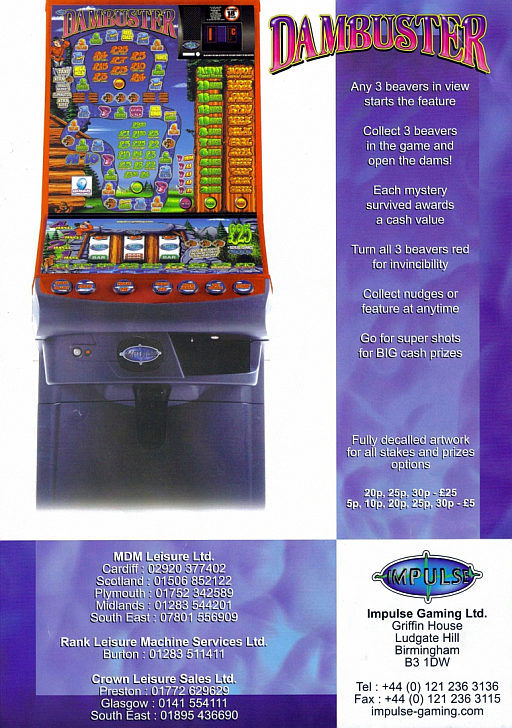 DAMBUSTER
DAMBUSTER
Any 3 beavers in view
starts the feature
Collect 3 beavers
in the game and
open the dams!
Each mystery
survived awards
a cash value
Turn all 3 beavers red
for invincibility
Collect nudges or
feature at anytime
Go for super shots
for BIG cash prizes
Fully decalled artwork
for all stakes and prizes
options
20p, 25p, 30p - £25
5p, 10p, 20p, 25p, 30p - £5
£25
BAR
BAR
IMPULSE
MDM Leisure Ltd.
Cardiff : 02920 377402
Scotland : 01506 852122
Plymouth : 01752 342589
Midlands : 01283 544201
South East : 07801 556909
Rank Leisure Machine Services Ltd.
Burton : 01283 511411
Crown Leisure Sales Ltd.
Preston : 01772 629629
Glasgow : 0141 554111
South East : 01895 436690
IMPULSE
Impulse Gaming Ltd.
Griffin House
Ludgate Hill
Birmingham
B3 1DW
Tel : +44 (0) 121 236 3136
Fax : +44 (0) 121 236 3115
impulse-gaming.com